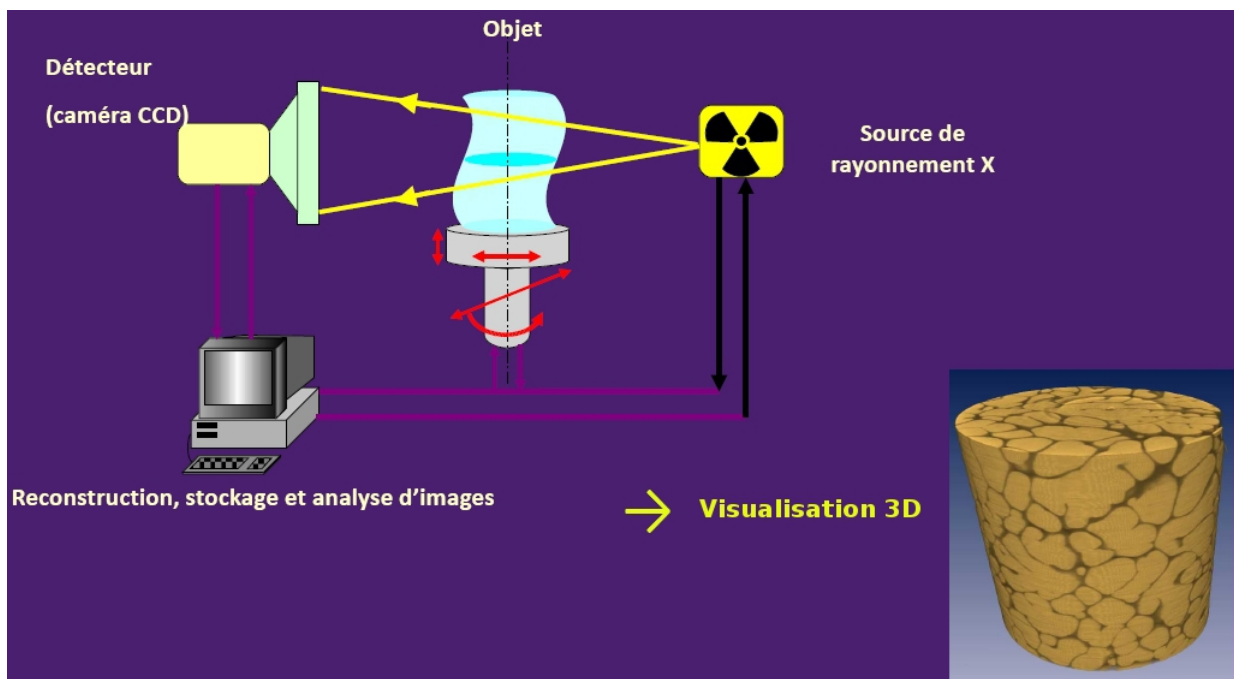 Objet
Détecteur
(caméra CCD)
Source de
rayonnement X
Reconstruction, stockage et analyse d'images
Visualisation 3D